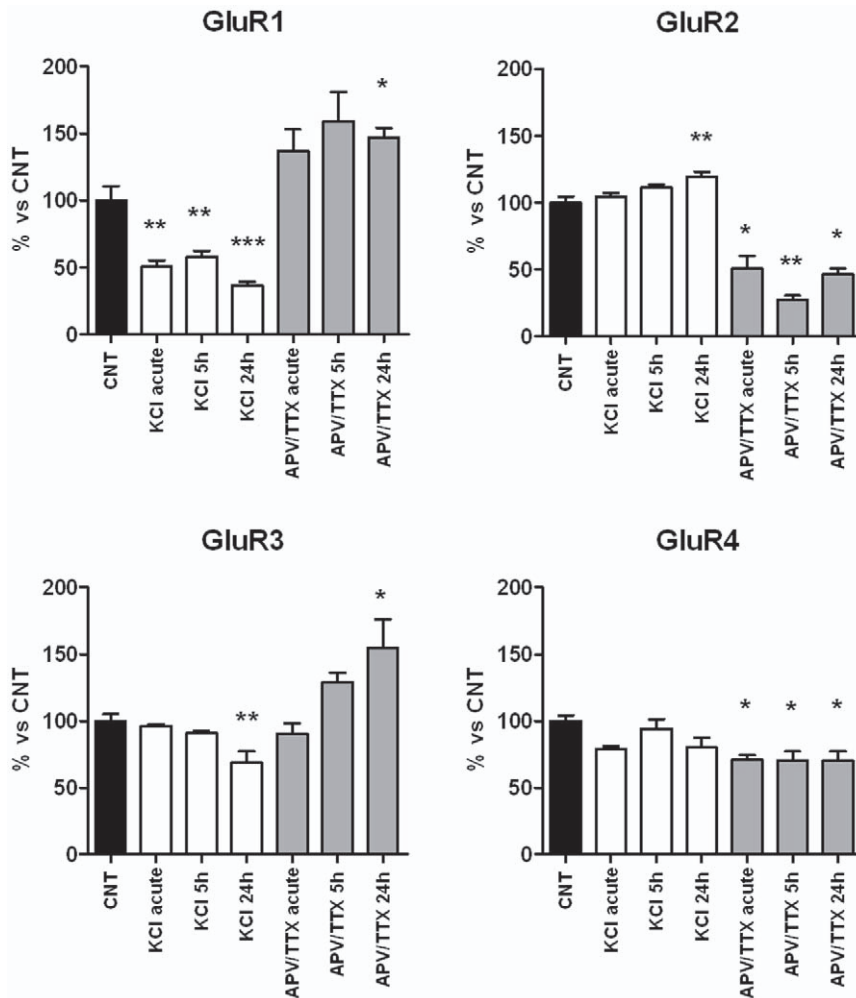 GluR1
200
150
100
50
0
% vs CNT
*
**
**
***
CNT
KCl acute
KCl 5h
KCl 24h
APV/TTX acute
APV/TTX 5h
APV/TTX 24h
GluR2
200
150
100
50
0
% vs CNT
**
*
**
*
CNT
KCl acute
KCl 5h
KCl 24h
APV/TTX acute
APV/TTX 5h
APV/TTX 24h
GluR3
200
150
100
50
0
% vs CNT
**
*
CNT
KCl acute
KCl 5h
KCl 24h
APV/TTX acute
APV/TTX 5h
APV/TTX 24h
GluR4
200
150
100
50
0
% vs CNT
* * *
CNT
KCl acute
KCl 5h
KCl 24h
APV/TTX acute
APV/TTX 5h
APV/TTX 24h